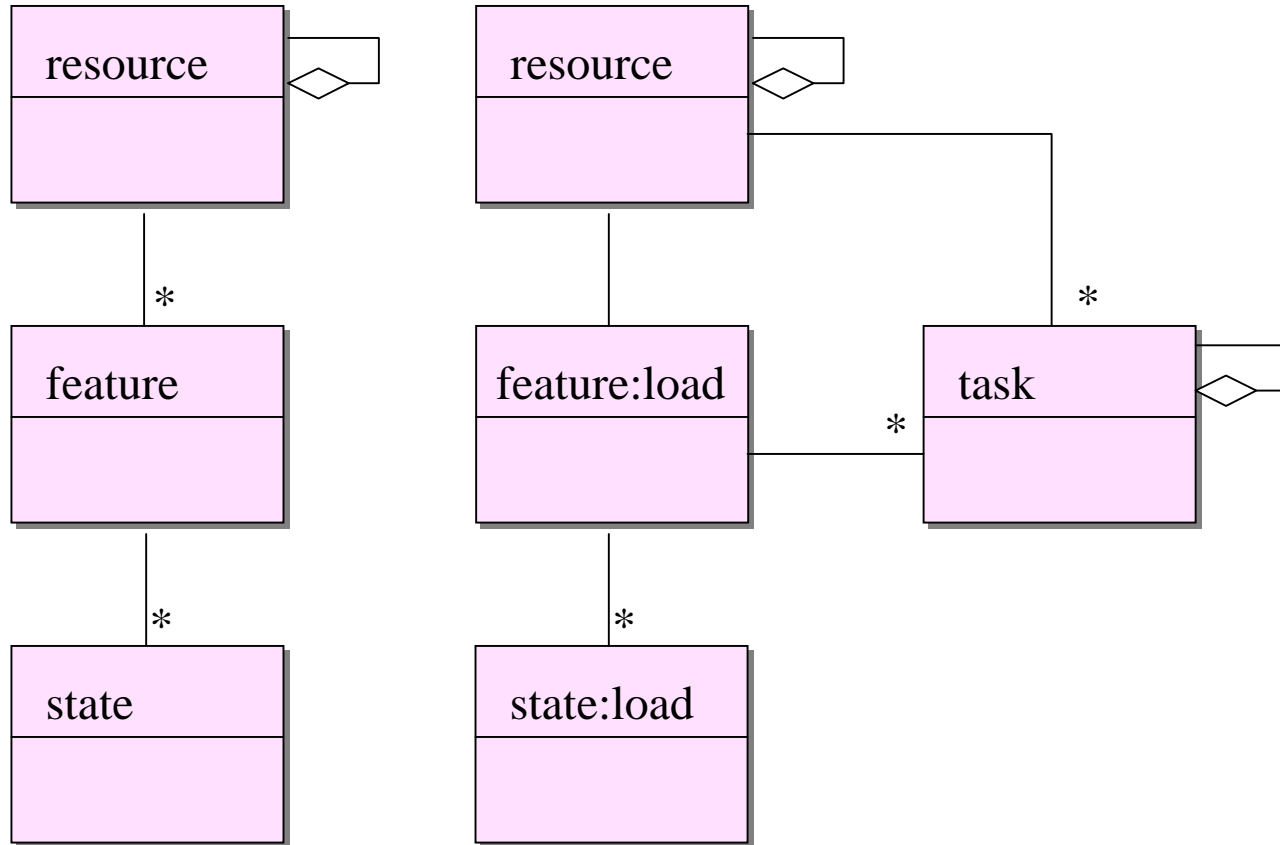 resource
resource
*
*
feature
feature:load
*
task
*
*
state
state:load